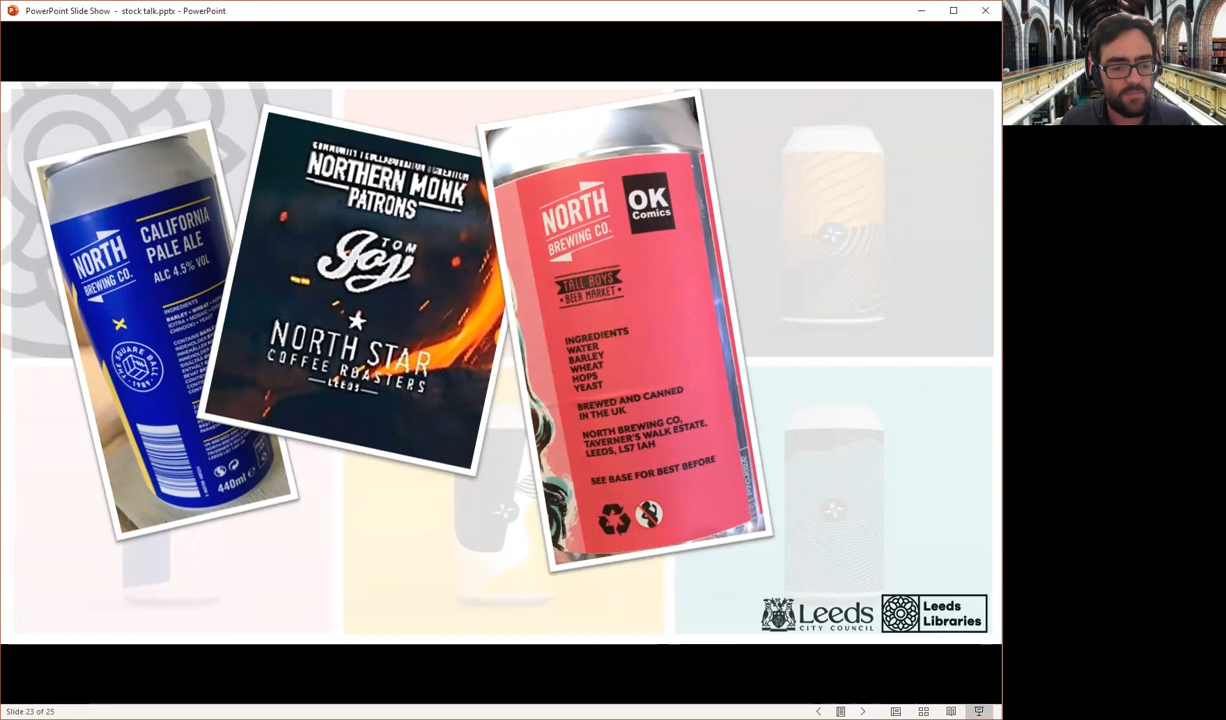 PowerPoint Slide Show - stock talk.pptx - PowerPoint
NORTH
BREWING CO.
CALIFORNIA
PALE ALE
ALC 4.5% VOL
INGREDIENTS
THE SQUARE BALL
1989
440ml e
NORTHERN MONK
PATRONS
TOM
Joy
NORTH STAR
COFFEE ROASTERS
LEEDS
NORTH
BREWING CO.
OK
Comics
TALL BOYS
BEER MARKET
INGREDIENTS
WATER
BARLEY
WHEAT
HOPS
YEAST
BREWED AND CANNED
IN THE UK
NORTH BREWING CO,
TAVERNER'S WALK ESTATE,
LEEDS, LS7 1AH
SEE BASE FOR BEST BEFORE
Leeds
CITY COUNCIL
Leeds
Libraries
Slide 23 of 25